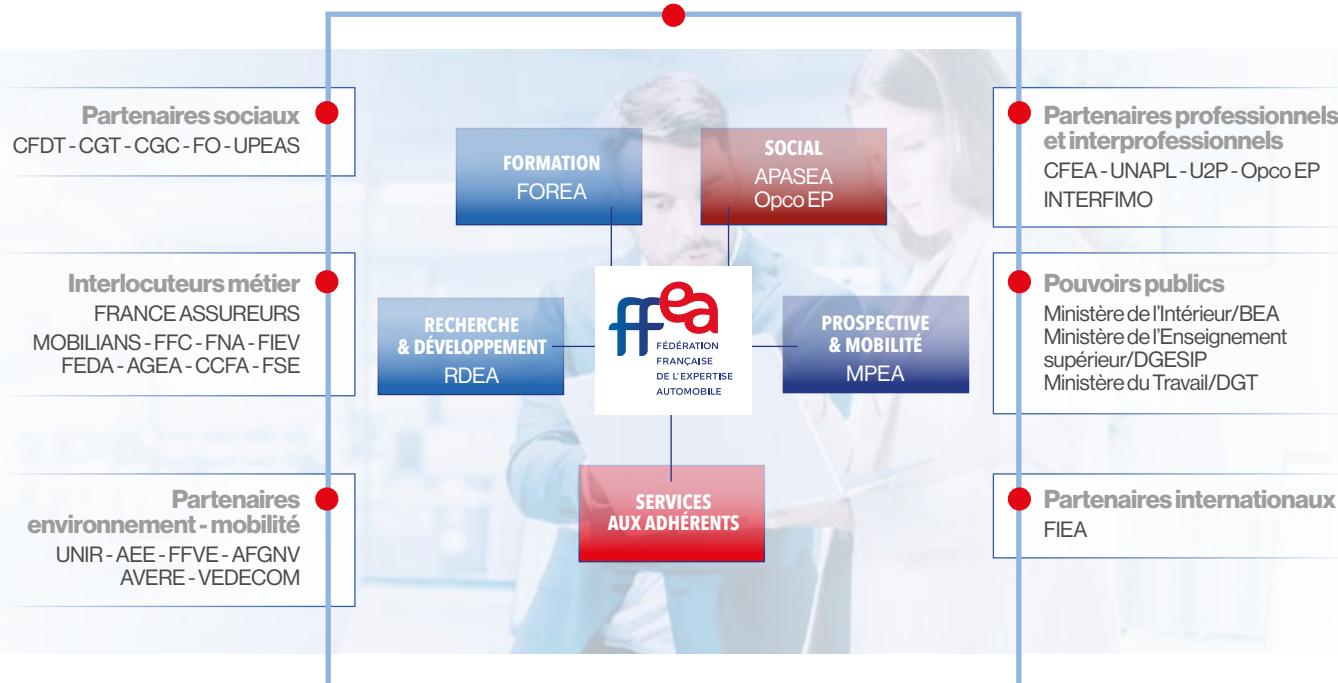 Partenaires sociaux
CFDT - CGT - CGC - FO - UPEAS
Interlocuteurs métier
FRANCE ASSUREURS
MOBILIANS - FFC - FNA - FIEV
FEDA - AGEA - CCFA - FSE
Partenaires
environnement - mobilité
UNIR - AEE - FFVE - AFGNV
AVERE - VEDECOM
FORMATION
FOREA
SOCIAL
APASEA
Opco EP
RECHERCHE
& DÉVELOPPEMENT
RDEA
ffea
FÉDÉRATION
FRANÇAISE
DE L'EXPERTISE
AUTOMOBILE
PROSPECTIVE
& MOBILITÉ
MPEA
SERVICES
AUX ADHÉRENTS
Partenaires professionnels
et interprofessionnels
CFEA - UNAPL - U2P - Opco EP
INTERFIMO
Pouvoirs publics
Ministère de l'Intérieur/BEA
Ministère de l'Enseignement
supérieur/DGESIP
Ministère du Travail/DGT
Partenaires internationaux
FIEA